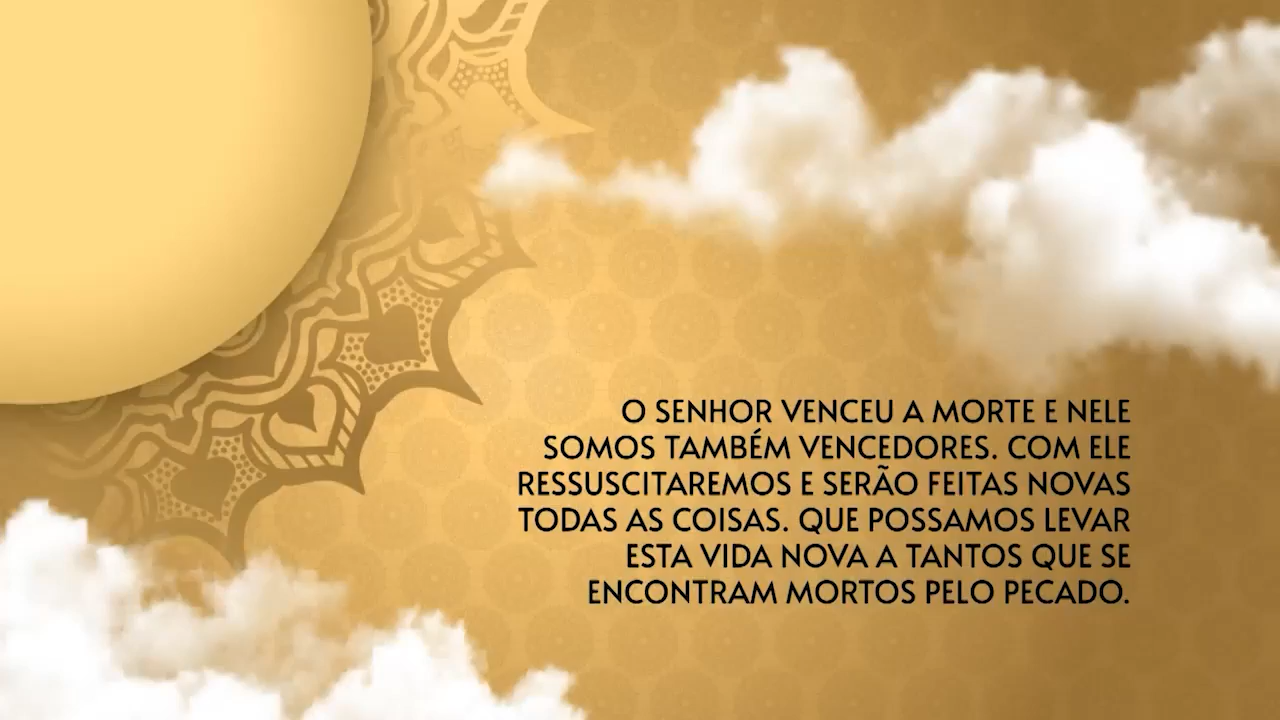 O SENHOR VENCEU A MORTE E NELE
SOMOS TAMBÉM VENCEDORES. COM ELE
RESSUSCITAREMOS E SERÃO FEITAS NOVAS
TODAS AS COISAS. QUE POSSAMOS LEVAR
ESTA VIDA NOVA A TANTOS QUE SE
ENCONTRAM MORTOS PELO PECADO.